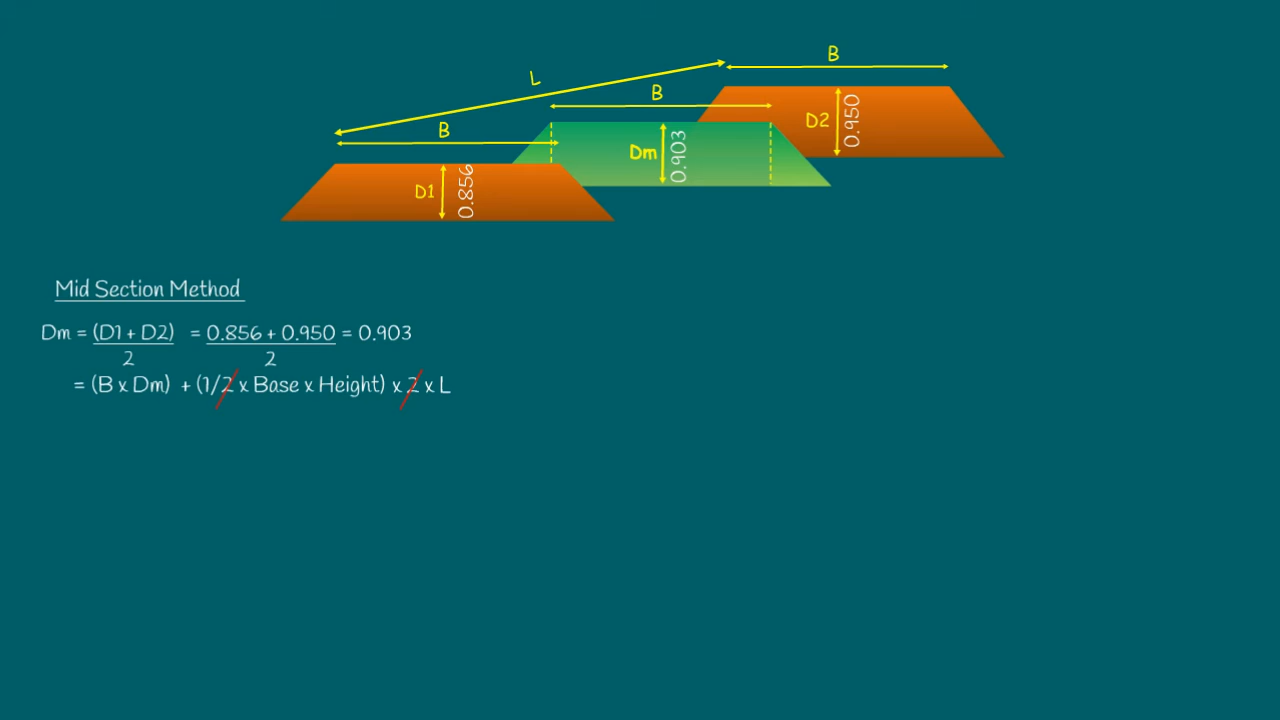 B
L
B
B
D2
0.950
Dm
0.903
D1
0.856
Mid Section Method
Dm = (D1 + D2) = 0.856 + 0.950 = 0.903
2 2
= (B x Dm) + (1/2 x Base x Height) x 2 x L